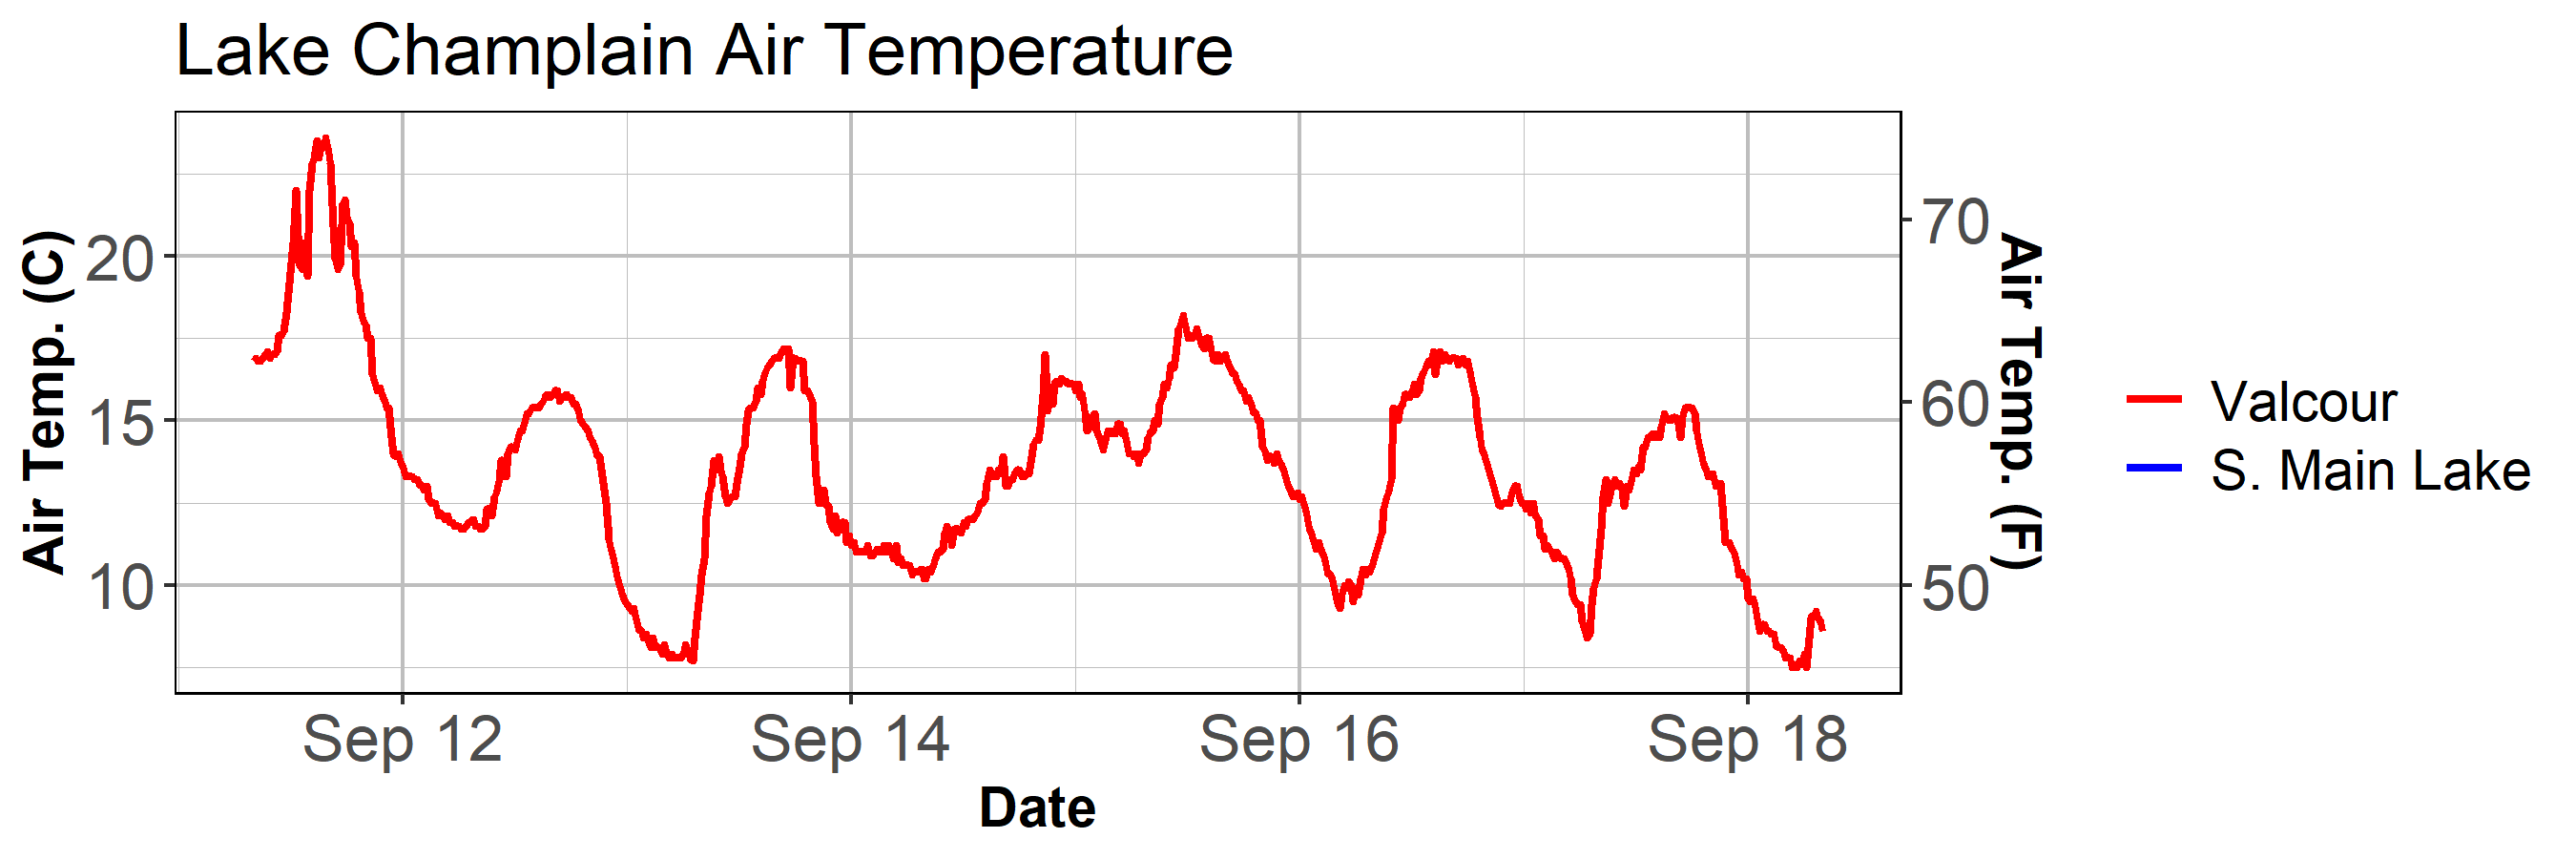 Lake Champlain Air Temperature
Air Temp. (C)
20
15
10
70
60
50
Air Temp. (F)
Sep 12 Sep 14 Sep 16 Sep 18
Date
Valcour
S. Main Lake